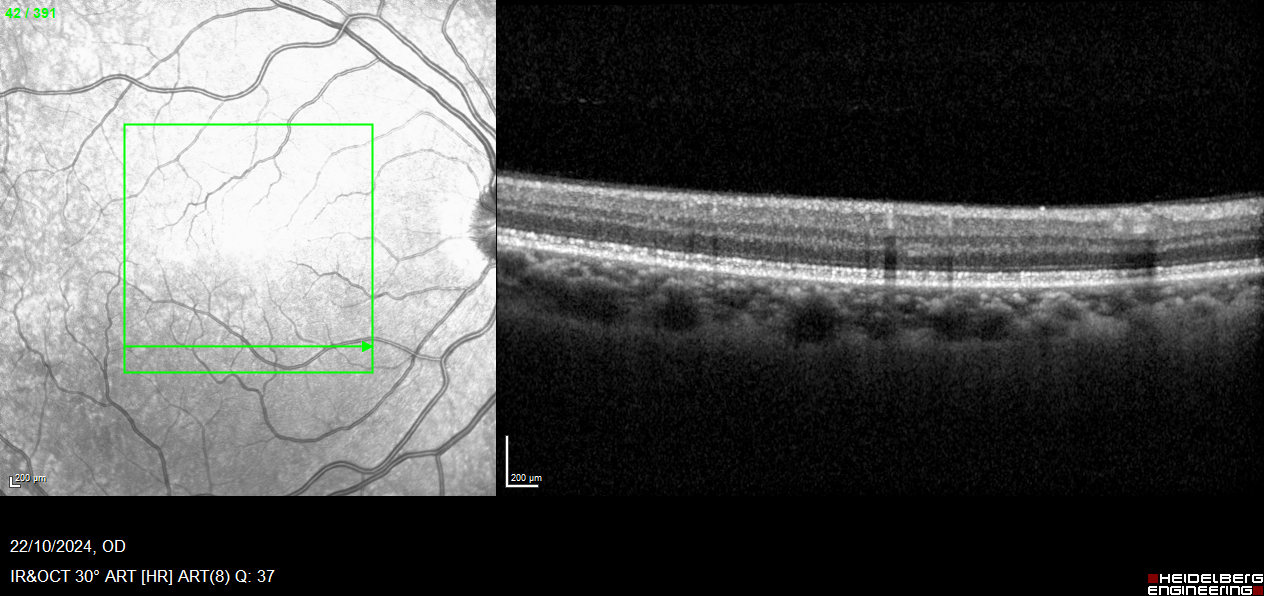 42 / 391
200 µm
200 µm
22/10/2024, OD
IR&OCT 30° ART [HR] ART(8) Q: 37
HEIDELBERG
ENGINEERING